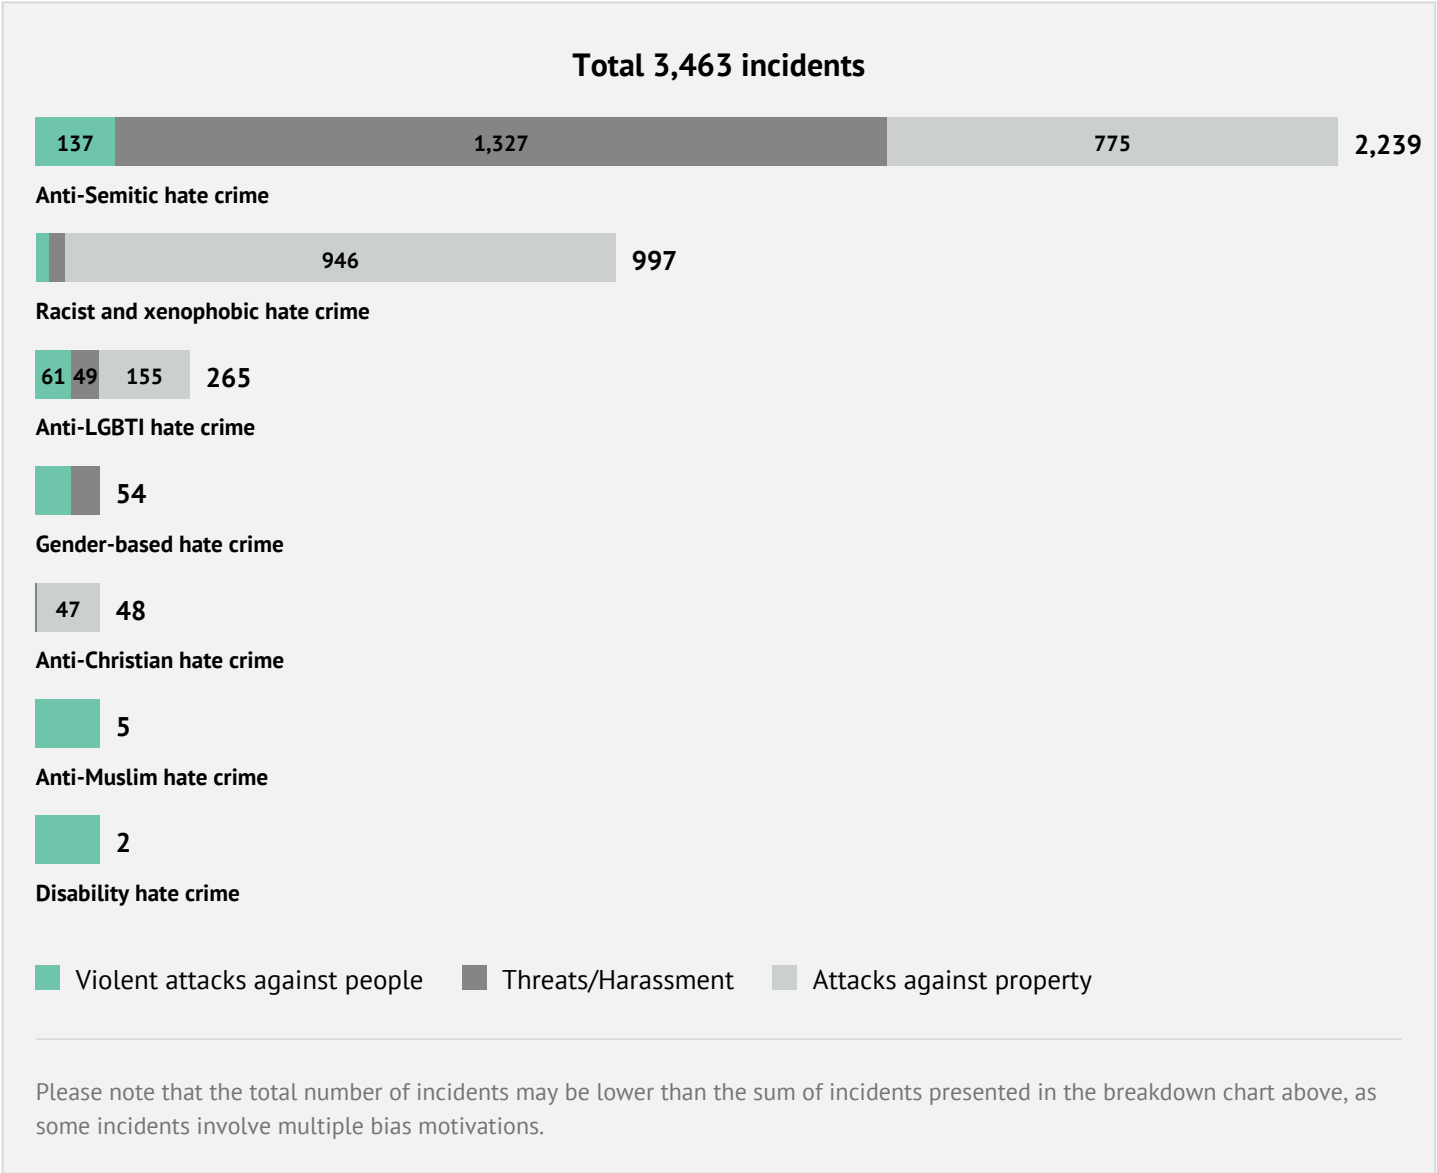 Total 3,463 incidents
137 1,327 775 2,239
Anti-Semitic hate crime
946 997
Racist and xenophobic hate crime
61 49 155 265
Anti-LGBTI hate crime
54
Gender-based hate crime
47 48
Anti-Christian hate crime
5
Anti-Muslim hate crime
2
Disability hate crime
Violent attacks against people Threats/Harassment Attacks against property
Please note that the total number of incidents may be lower than the sum of incidents presented in the breakdown chart above, as
some incidents involve multiple bias motivations.